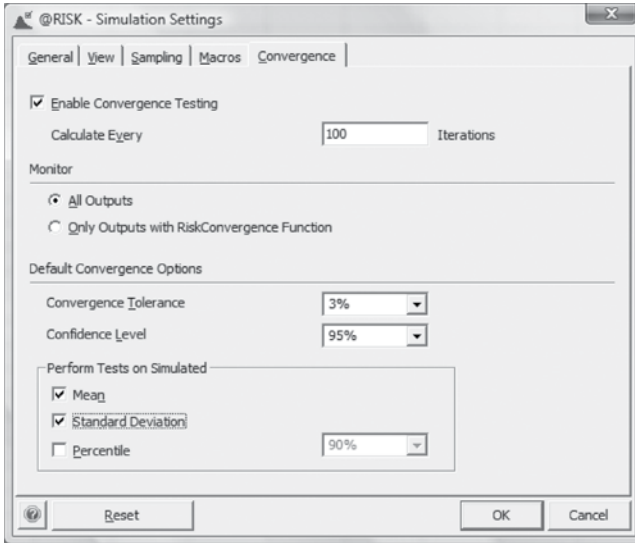 @RISK - Simulation Settings
General View Sampling Macros Convergence
Enable Convergence Testing
Calculate Every 100 Iterations
Monitor
All Outputs
Only Outputs with RiskConvergence Function
Default Convergence Options
Convergence Tolerance 3%
Confidence Level 95%
Perform Tests on Simulated
Mean
Standard Deviation
Percentile 90%
Reset OK Cancel